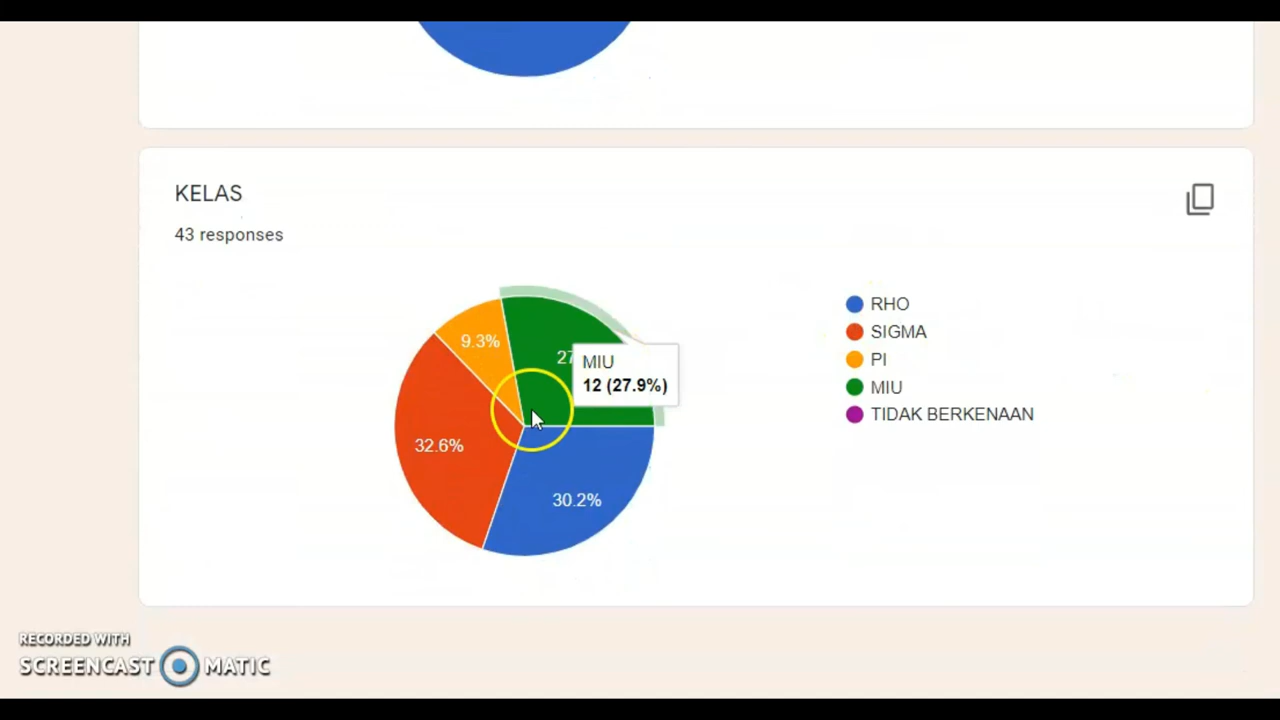 KELAS
43 responses
RHO
SIGMA
PI
MIU
TIDAK BERKENAAN
9.3%
27
MIU
12 (27.9%)
32.6%
30.2%
RECORDED WITH
SCREENCAST MATIC